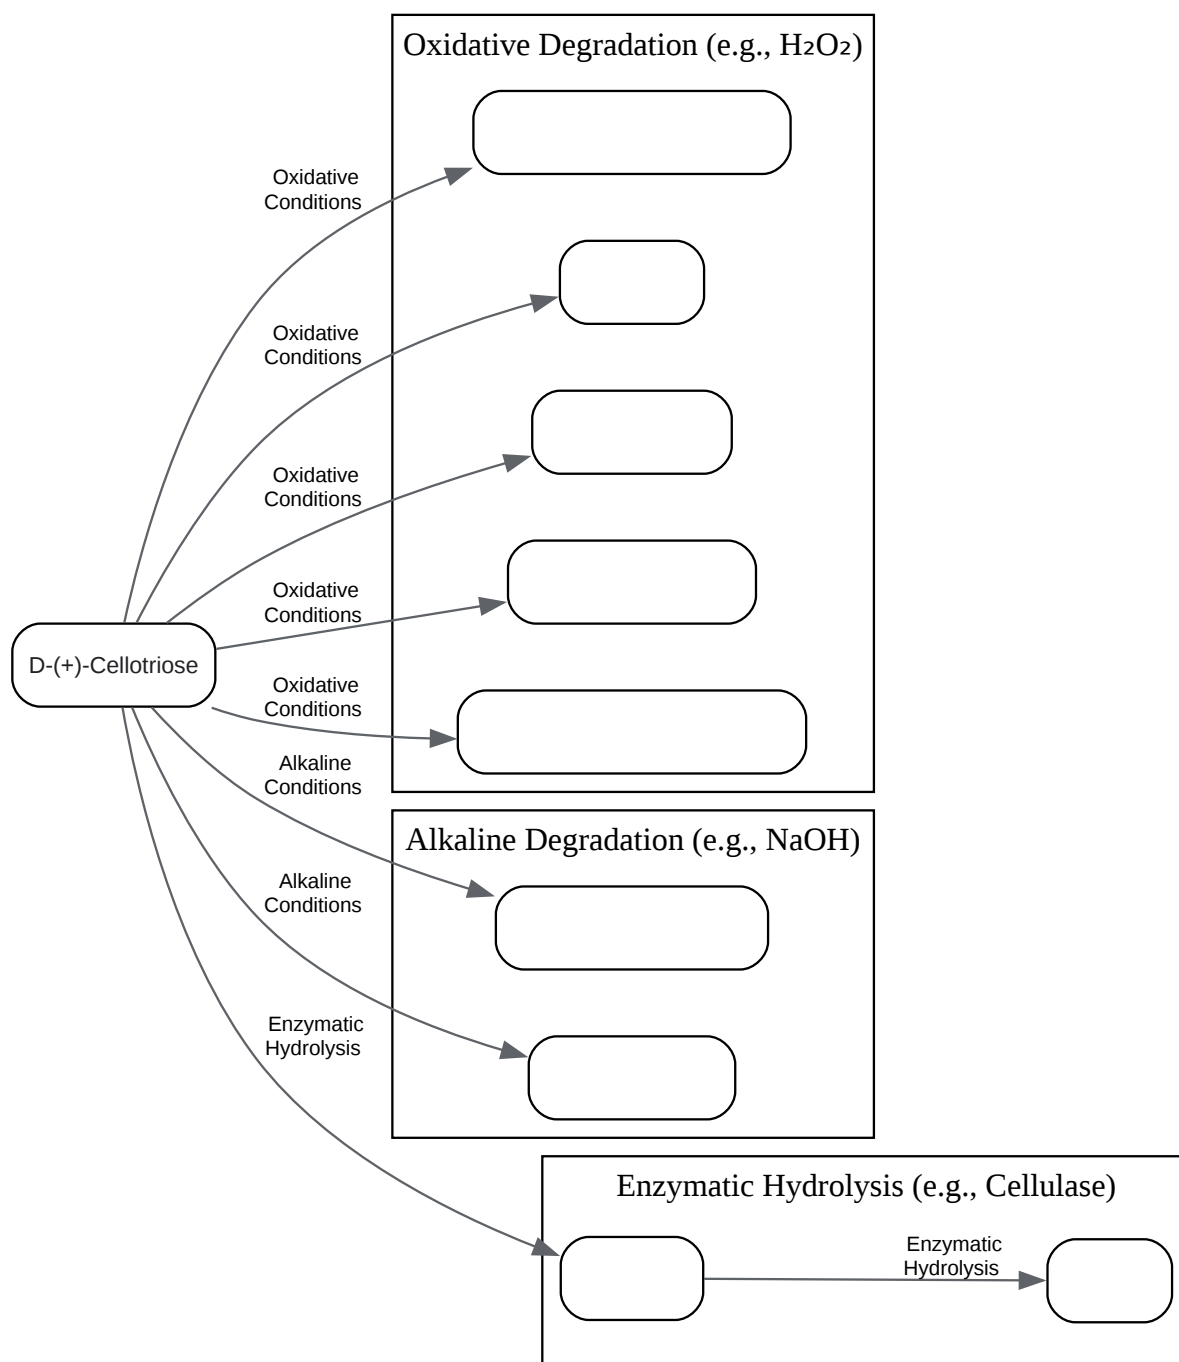 Oxidative Degradation (e.g., H₂O₂)
Oxidative
Conditions
Oxidative
Conditions
Oxidative
Conditions
Oxidative
Conditions
D-(+)-Cellotriose
Oxidative
Conditions
Alkaline
Conditions
Alkaline Degradation (e.g., NaOH)
Alkaline
Conditions
Enzymatic
Hydrolysis
Enzymatic Hydrolysis (e.g., Cellulase)
Enzymatic
Hydrolysis